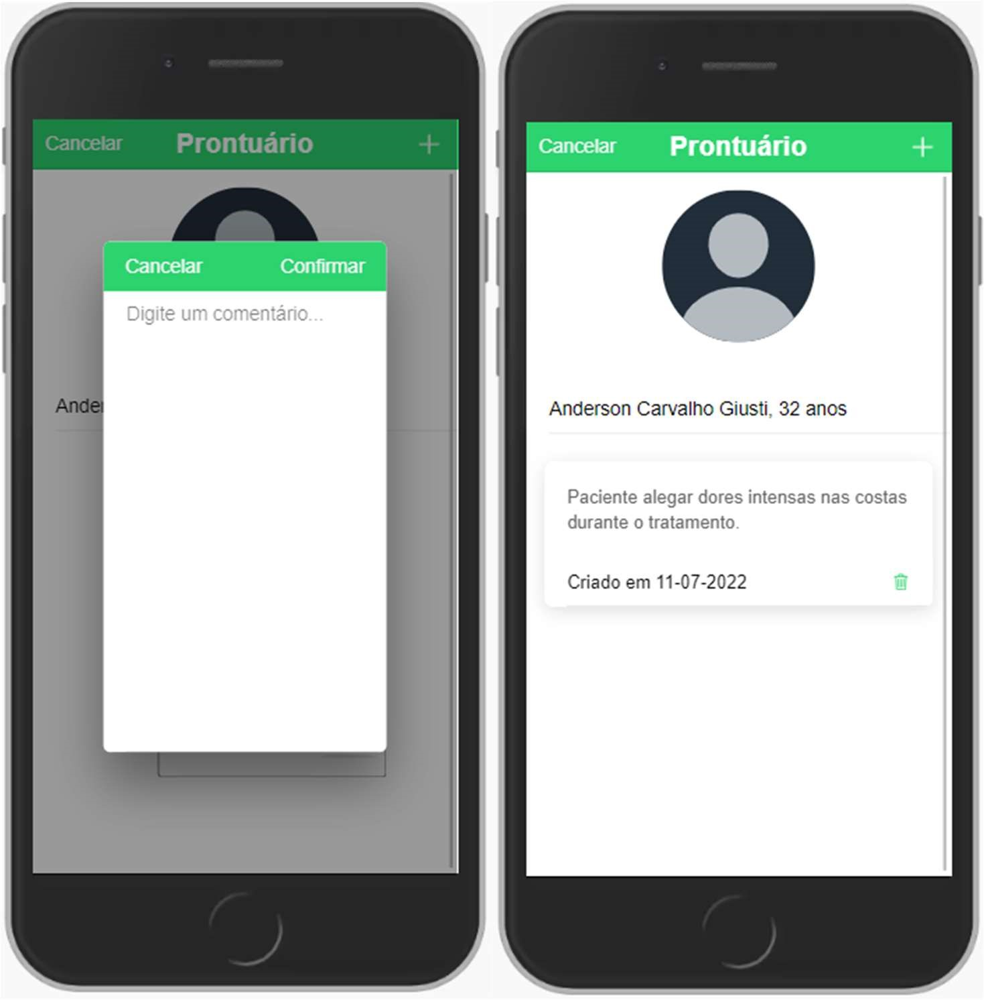 Cancelar Prontuário +
Cancelar Confirmar
Digite um comentário...
Ander
Cancelar Prontuário +
Anderson Carvalho Giusti, 32 anos
Paciente alegar dores intensas nas costas
durante o tratamento.
Criado em 11-07-2022